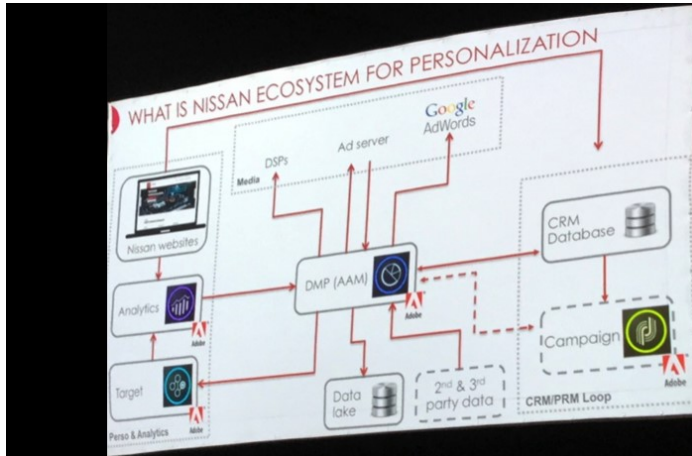 WHAT IS NISSAN ECOSYSTEM FOR PERSONALIZATION
Google
AdWords
Ad server
DSPs
Media
Nissan websites
CRM
Database
DMP (AAM)
Adobe
Analytics
Adobe
Campaign
Adobe
Target
Adobe
Data
lake
2nd & 3rd
party data
CRM/PRM Loop
Perso & Analytics